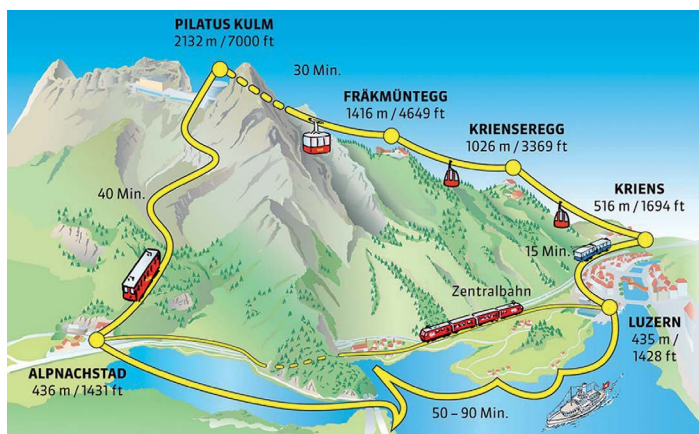 PILATUS KULM
2132 m / 7000 ft
30 Min.
FRÄKMÜNTEGG
1416 m / 4649 ft
KRIENSEREGG
1026 m / 3369 ft
KRIENS
516 m / 1694 ft
40 Min.
15 Min.
Zentralbahn
LUZERN
435 m /
1428 ft
ALPNACHSTAD
436 m / 1431 ft
50 – 90 Min.